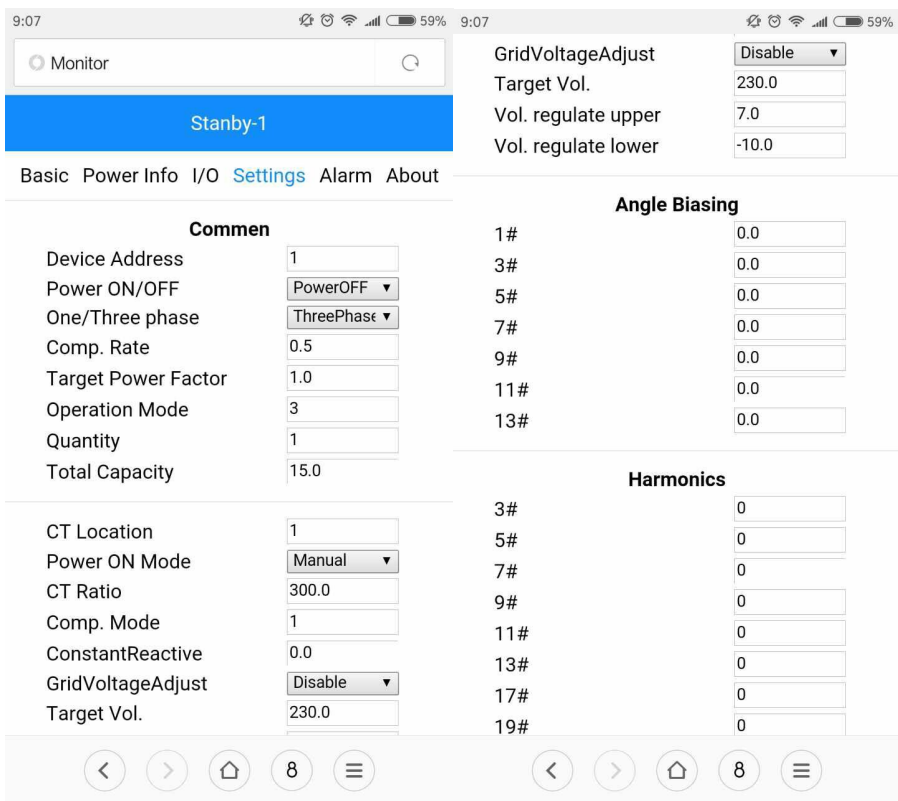 9:07 59%
Monitor
Stanby-1
Basic Power Info I/O Settings Alarm About
Commen
Device Address 1
Power ON/OFF PowerOFF
One/Three phase ThreePhase
Comp. Rate 0.5
Target Power Factor 1.0
Operation Mode 3
Quantity 1
Total Capacity 15.0
CT Location 1
Power ON Mode Manual
CT Ratio 300.0
Comp. Mode 1
ConstantReactive 0.0
GridVoltageAdjust Disable
Target Vol. 230.0
8
9:07 59%
GridVoltageAdjust Disable
Target Vol. 230.0
Vol. regulate upper 7.0
Vol. regulate lower -10.0
Angle Biasing
1# 0.0
3# 0.0
5# 0.0
7# 0.0
9# 0.0
11# 0.0
13# 0.0
Harmonics
3# 0
5# 0
7# 0
9# 0
11# 0
13# 0
17# 0
19# 0
8